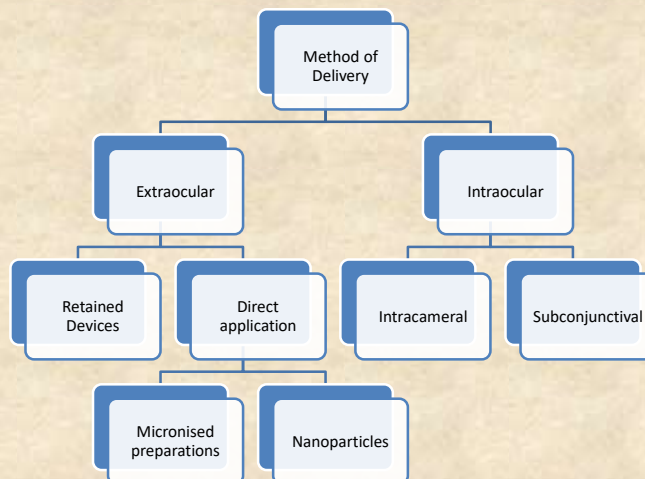 Method of
Delivery
Extraocular
Intraocular
Retained
Devices
Direct
application
Intracameral
Subconjunctival
Micronised
preparations
Nanoparticles